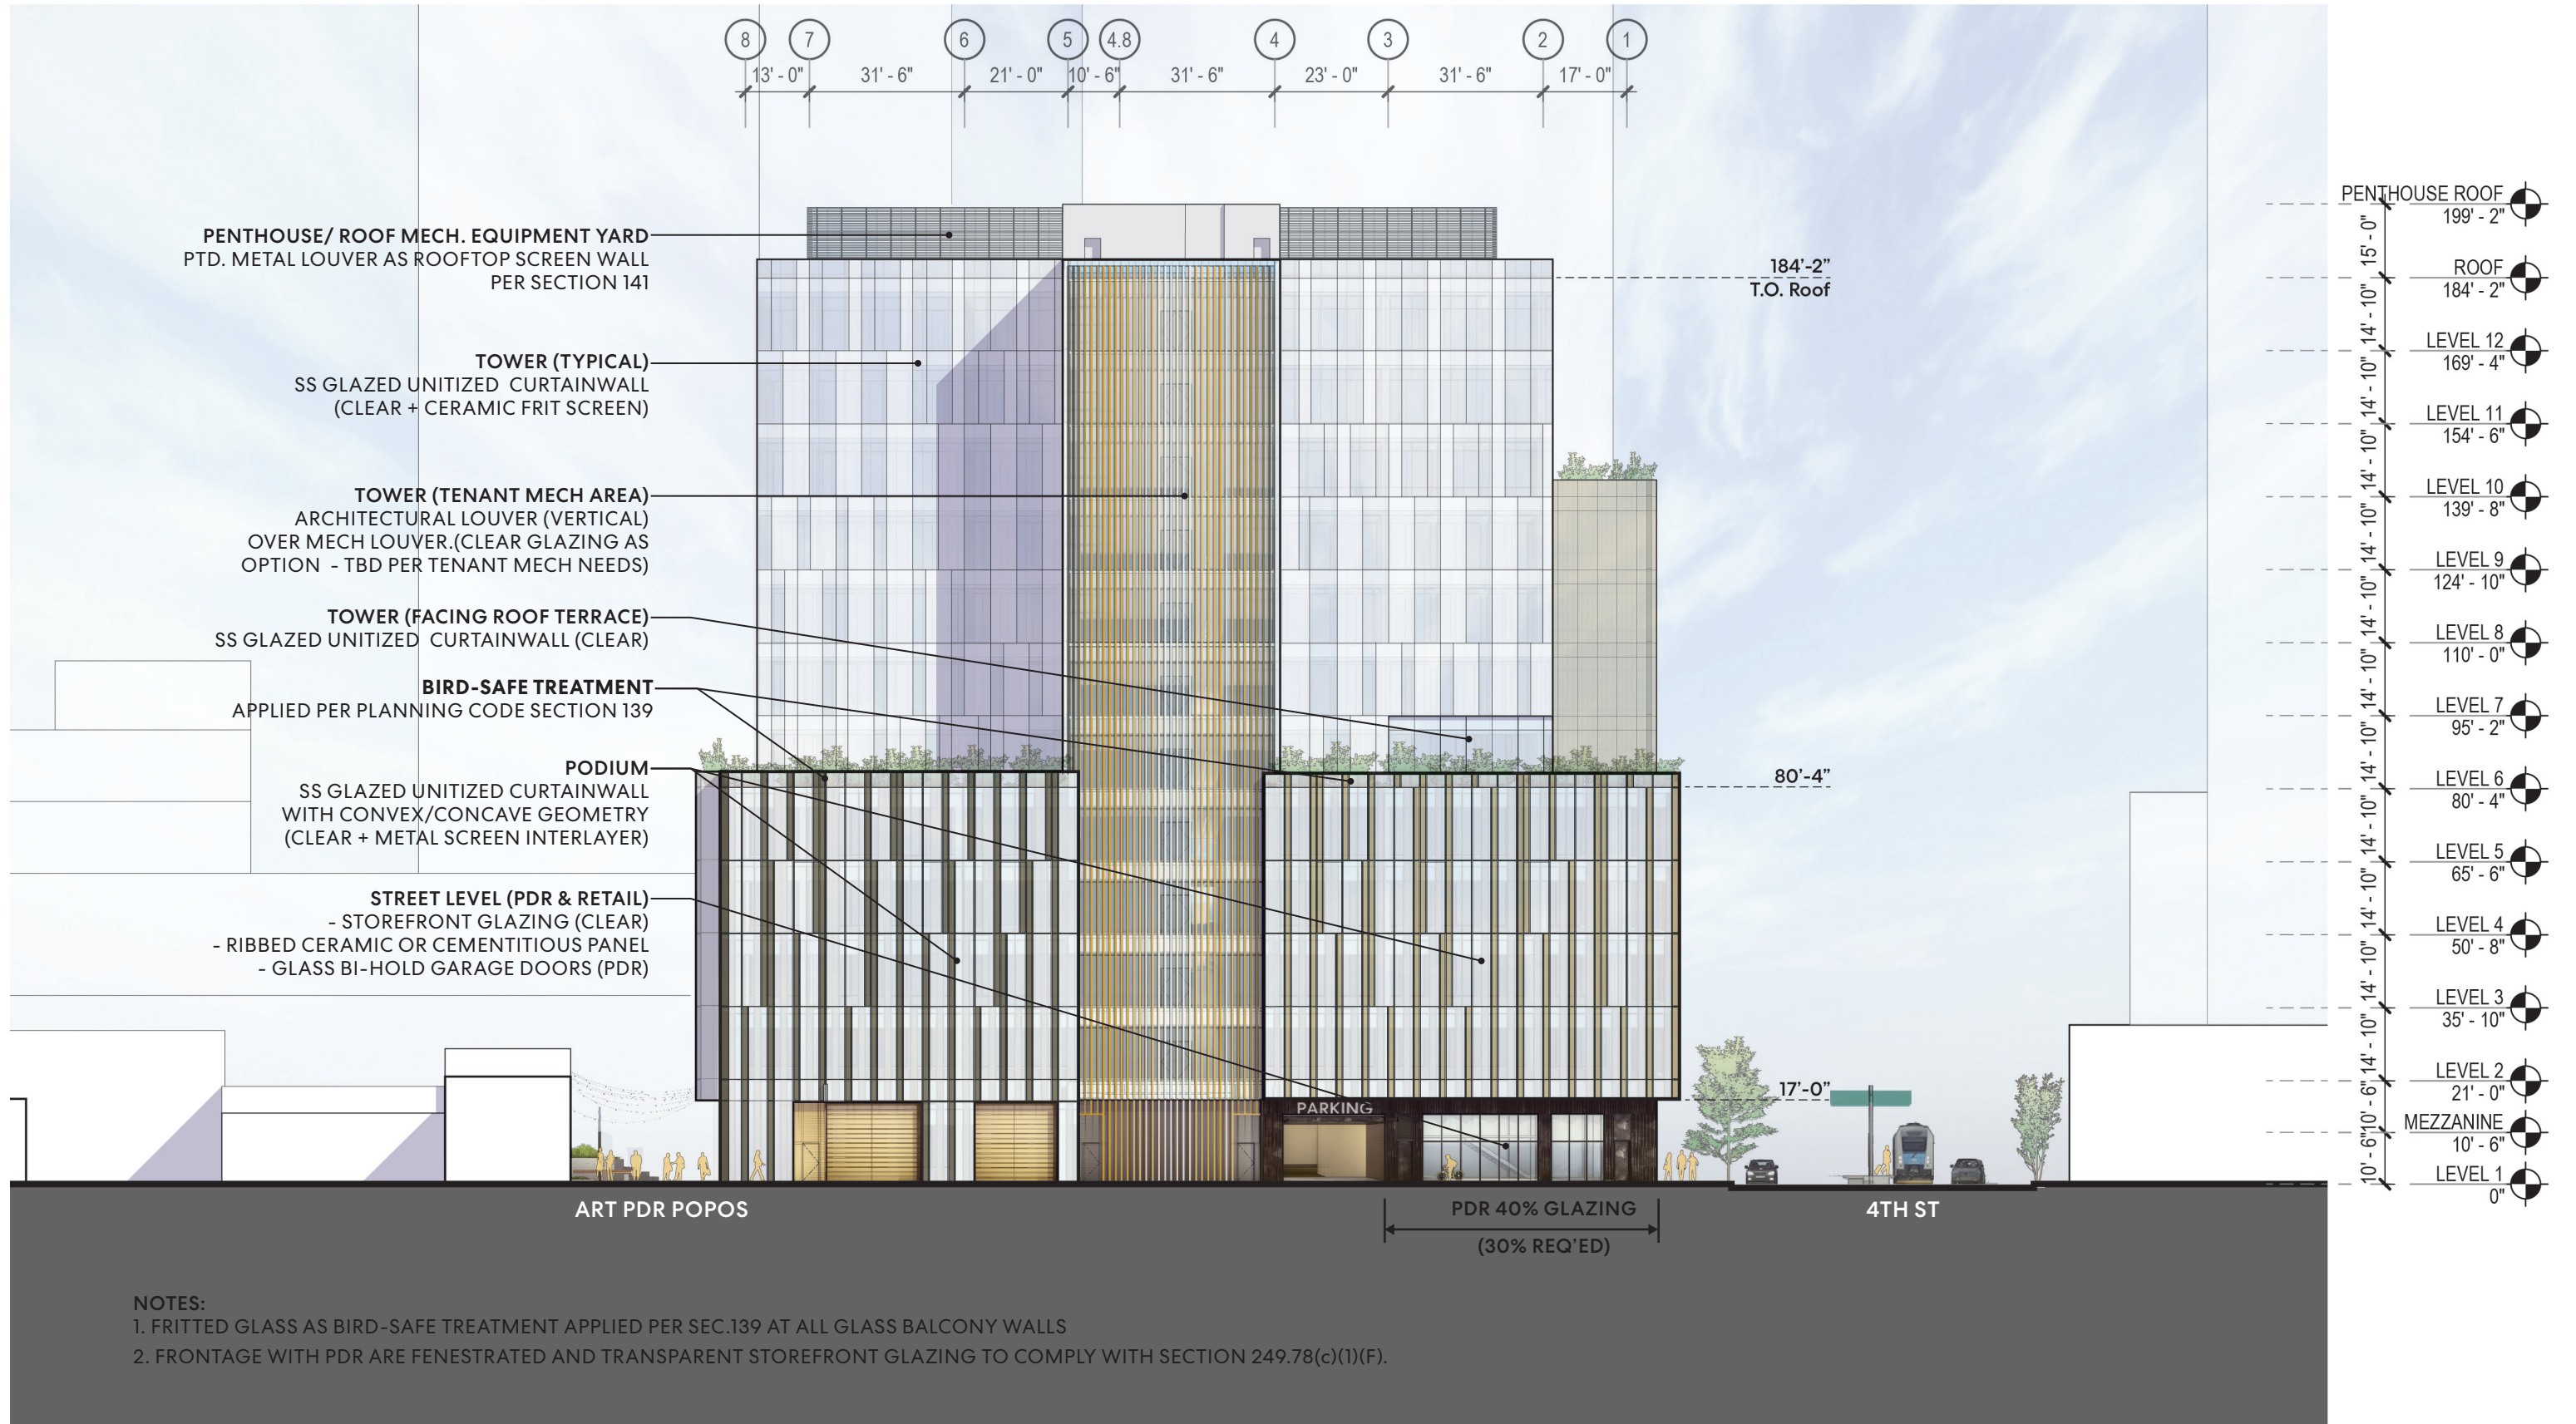 8 7 6 5 4.8 4 3 2 1
13' - 0" 31' - 6" 21' - 0" 10' - 6" 31' - 6" 23' - 0" 31' - 6" 17' - 0"
PENTHOUSE/ ROOF MECH. EQUIPMENT YARD
PTD. METAL LOUVER AS ROOFTOP SCREEN WALL
PER SECTION 141
TOWER (TYPICAL)
SS GLAZED UNITIZED CURTAINWALL
(CLEAR + CERAMIC FRIT SCREEN)
TOWER (TENANT MECH AREA)
ARCHITECTURAL LOUVER (VERTICAL)
OVER MECH LOUVER.(CLEAR GLAZING AS
OPTION - TBD PER TENANT MECH NEEDS)
TOWER (FACING ROOF TERRACE)
SS GLAZED UNITIZED CURTAINWALL (CLEAR)
BIRD-SAFE TREATMENT
APPLIED PER PLANNING CODE SECTION 139
PODIUM
SS GLAZED UNITIZED CURTAINWALL
WITH CONVEX/CONCAVE GEOMETRY
(CLEAR + METAL SCREEN INTERLAYER)
STREET LEVEL (PDR & RETAIL)
- STOREFRONT GLAZING (CLEAR)
- RIBBED CERAMIC OR CEMENTITIOUS PANEL
- GLASS BI-HOLD GARAGE DOORS (PDR)
184'-2"
T.O. Roof
80'-4"
17'-0"
PARKING
PENTHOUSE ROOF
199' - 2"
15' - 0"
ROOF
184' - 2"
14' - 10"
LEVEL 12
169' - 4"
14' - 10"
LEVEL 11
154' - 6"
14' - 10"
LEVEL 10
139' - 8"
14' - 10"
LEVEL 9
124' - 10"
14' - 10"
LEVEL 8
110' - 0"
14' - 10"
LEVEL 7
95' - 2"
14' - 10"
LEVEL 6
80' - 4"
14' - 10"
LEVEL 5
65' - 6"
14' - 10"
LEVEL 4
50' - 8"
14' - 10"
LEVEL 3
35' - 10"
14' - 10"
LEVEL 2
21' - 0"
10' - 6"
MEZZANINE
10' - 6"
10' - 6"
LEVEL 1
0"
ART PDR POPOS
PDR 40% GLAZING
(30% REQ'ED)
4TH ST
NOTES:
1. FRITTED GLASS AS BIRD-SAFE TREATMENT APPLIED PER SEC.139 AT ALL GLASS BALCONY WALLS
2. FRONTAGE WITH PDR ARE FENESTRATED AND TRANSPARENT STOREFRONT GLAZING TO COMPLY WITH SECTION 249.78(c)(1)(F).